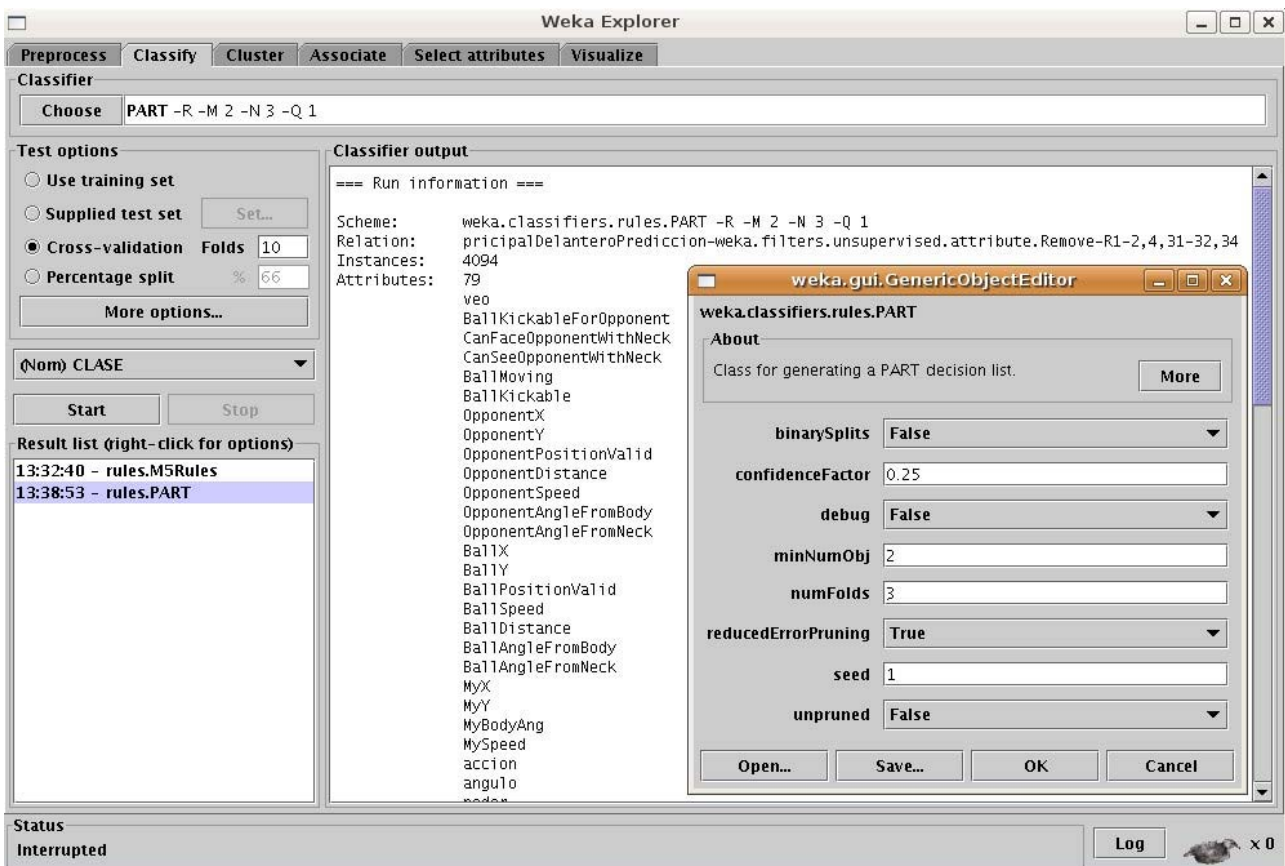 Weka Explorer
Preprocess Classify Cluster Associate Select attributes Visualize
Classifier
Choose PART -R -M 2 -N 3 -Q 1
Test options
Use training set
Supplied test set Set...
Cross-validation Folds 10
Percentage split % 66
More options...
(Nom) CLASE
Start Stop
Result list (right-click for options)
13:32:40 - rules.M5Rules
13:38:53 - rules.PART
Classifier output
=== Run information ===
Scheme: weka.classifiers.rules.PART -R -M 2 -N 3 -Q 1
Relation: pricipalDelanteroPrediccion-weka.filters.unsupervised.attribute.Remove-R1-2,4,31-32,34
Instances: 4094
Attributes: 79
veo
BallKickableForOpponent
CanFaceOpponentWithNeck
CanSeeOpponentWithNeck
BallMoving
BallKickable
OpponentX
OpponentY
OpponentPositionValid
OpponentDistance
OpponentSpeed
OpponentAngleFromBody
OpponentAngleFromNeck
BallX
BallY
BallPositionValid
BallSpeed
BallDistance
BallAngleFromBody
BallAngleFromNeck
MyX
MyY
MyBodyAng
MySpeed
accion
angulo
weka.gui.GenericObjectEditor
weka.classifiers.rules.PART
About
Class for generating a PART decision list.
More
binarySplits False
confidenceFactor 0.25
debug False
minNumObj 2
numFolds 3
reducedErrorPruning True
seed 1
unpruned False
Open... Save... OK Cancel
Status
Interrupted
Log x 0